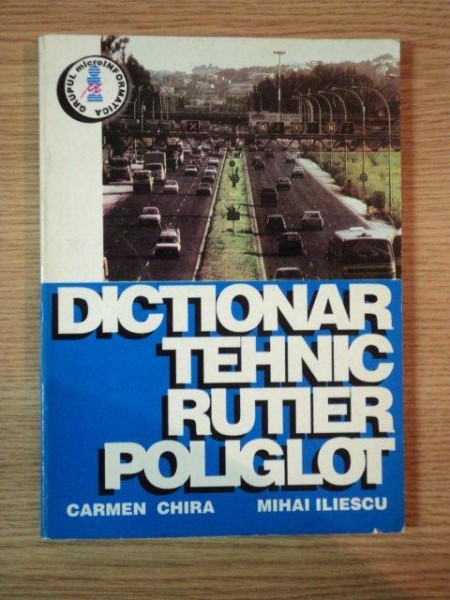 GRUPUL microINFORMATICA
DICTIONAR
TEHNIC
RUTIER
POLIGLOT
CARMEN CHIRA MIHAI ILIESCU